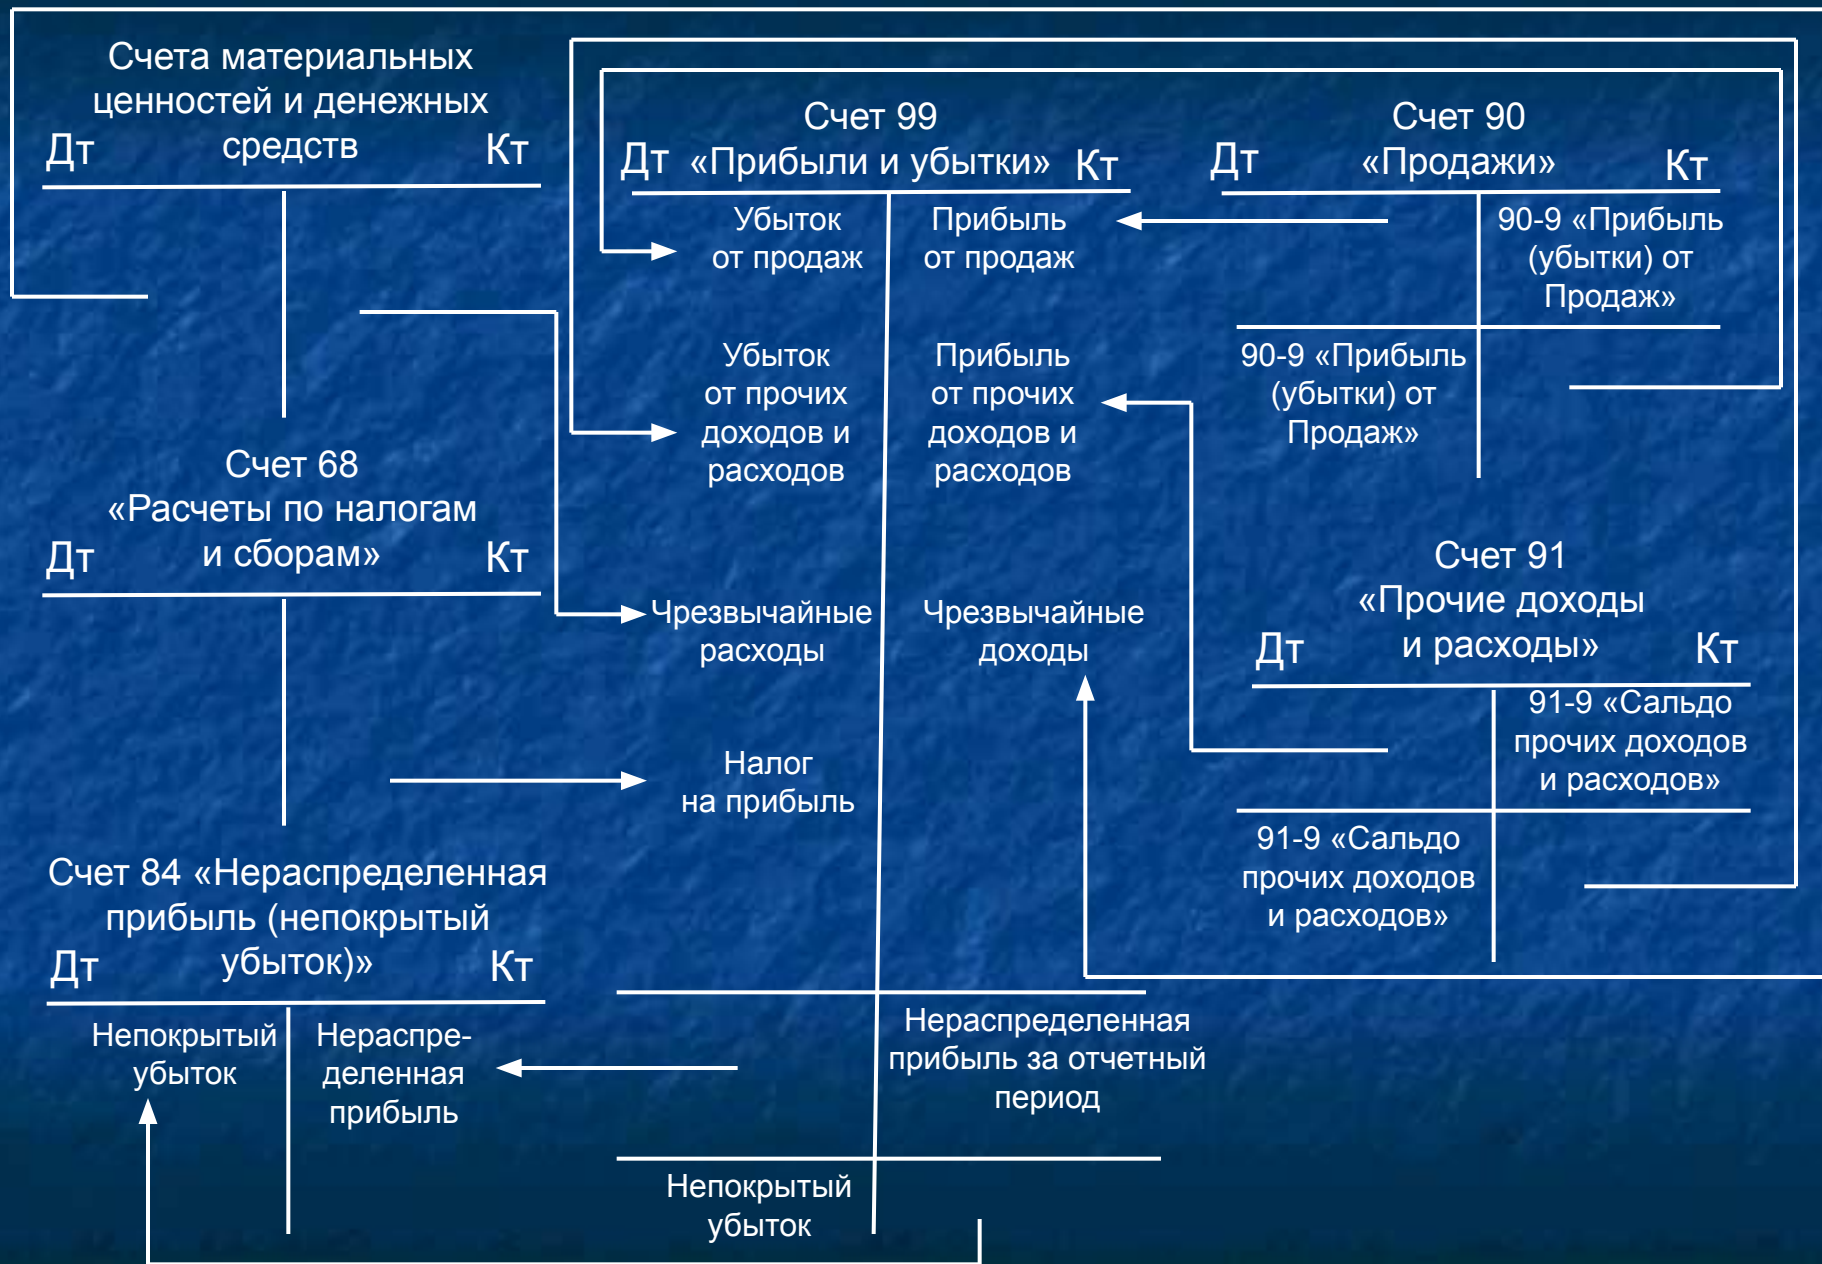 Счета материальных
ценностей и денежных
Дт средств Кт
Счет 68
«Расчеты по налогам
Дт и сборам» Кт
Счет 84 «Нераспределенная
прибыль (непокрытый
Дт убыток)» Кт
Непокрытый
убыток
Нераспре-
деленная
прибыль
Счет 99
Дт «Прибыли и убытки» Кт
Убыток
от продаж
Прибыль
от продаж
Убыток
от прочих
доходов и
расходов
Прибыль
от прочих
доходов и
расходов
Чрезвычайные
расходы
Чрезвычайные
доходы
Налог
на прибыль
Нераспределенная
прибыль за отчетный
период
Непокрытый
убыток
Счет 90
Дт «Продажи» Кт
90-9 «Прибыль
(убытки) от
Продаж»
90-9 «Прибыль
(убытки) от
Продаж»
Счет 91
«Прочие доходы
Дт и расходы» Кт
91-9 «Сальдо
прочих доходов
и расходов»
91-9 «Сальдо
прочих доходов
и расходов»